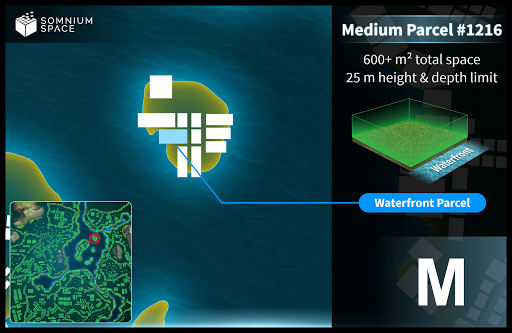 SOMNIUM
SPACE
Medium Parcel #1216
600+ m² total space
25 m height & depth limit
Waterfront
Waterfront Parcel
M